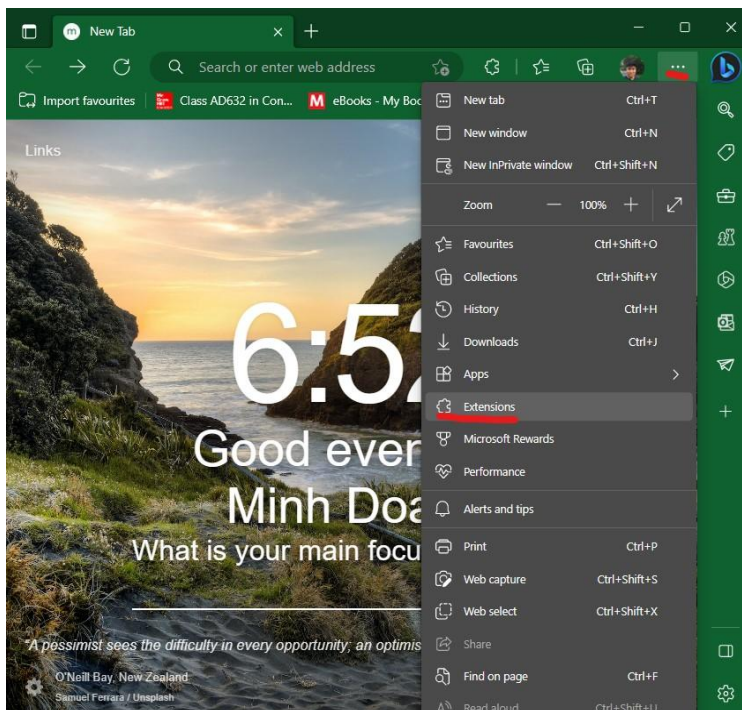 m New Tab
Search or enter web address
Import favourites
Class AD632 in Con...
M eBooks - My Boo
Links
6:52
Good ever
Minh Doa
What is your main focu
"A pessimist sees the difficulty in every opportunity; an optimis
O'Neill Bay, New Zealand
Samuel Ferrara / Unsplash
New tab Ctrl+T
New window Ctrl+N
New InPrivate window Ctrl+Shift+N
Zoom — 100% +
Favourites Ctrl+Shift+O
Collections Ctrl+Shift+Y
History Ctrl+H
Downloads Ctrl+J
Apps
Extensions
Microsoft Rewards
Performance
Alerts and tips
Print Ctrl+P
Web capture Ctrl+Shift+S
Web select Ctrl+Shift+X
Share
Find on page Ctrl+F
Read aloud Ctrl+Shift+U